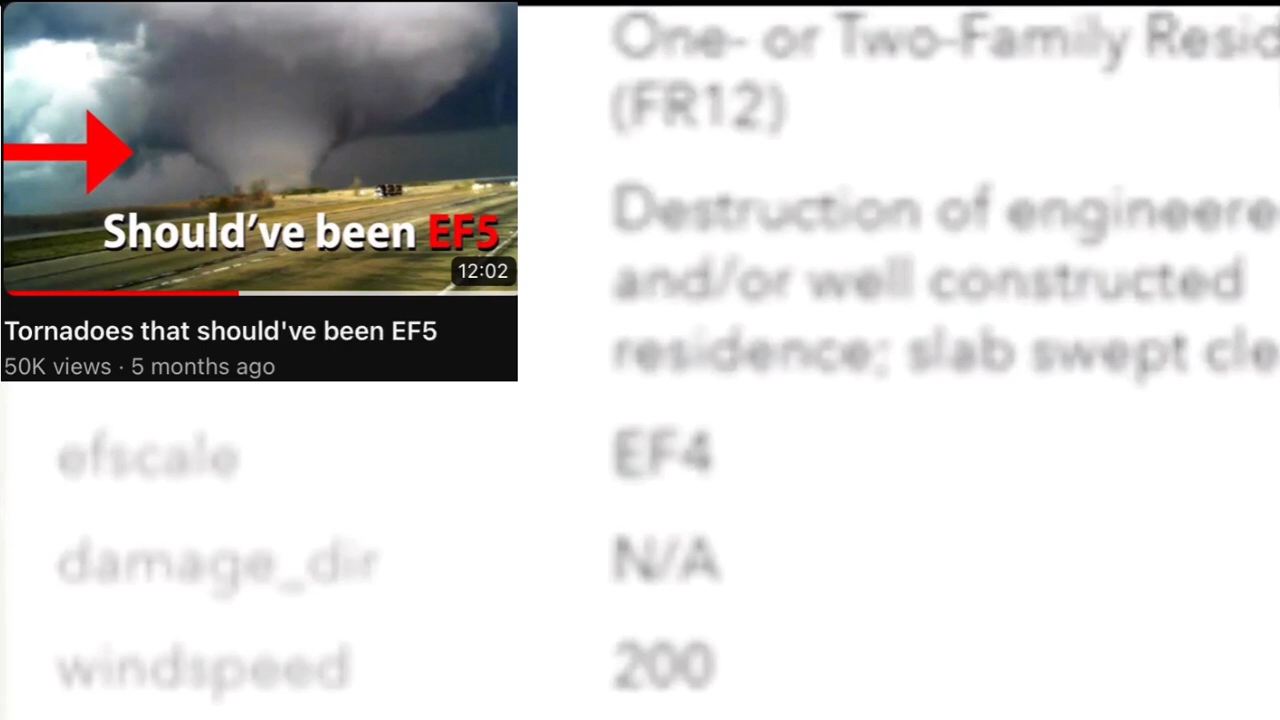 Should've been EF5
12:02
Tornadoes that should've been EF5
50K views · 5 months ago
One- or Two-Family Resid
(FR12)
Destruction of engineere
and/or well constructed
residence; slab swept cle
efscale
EF4
damage_dir
N/A
windspeed
200